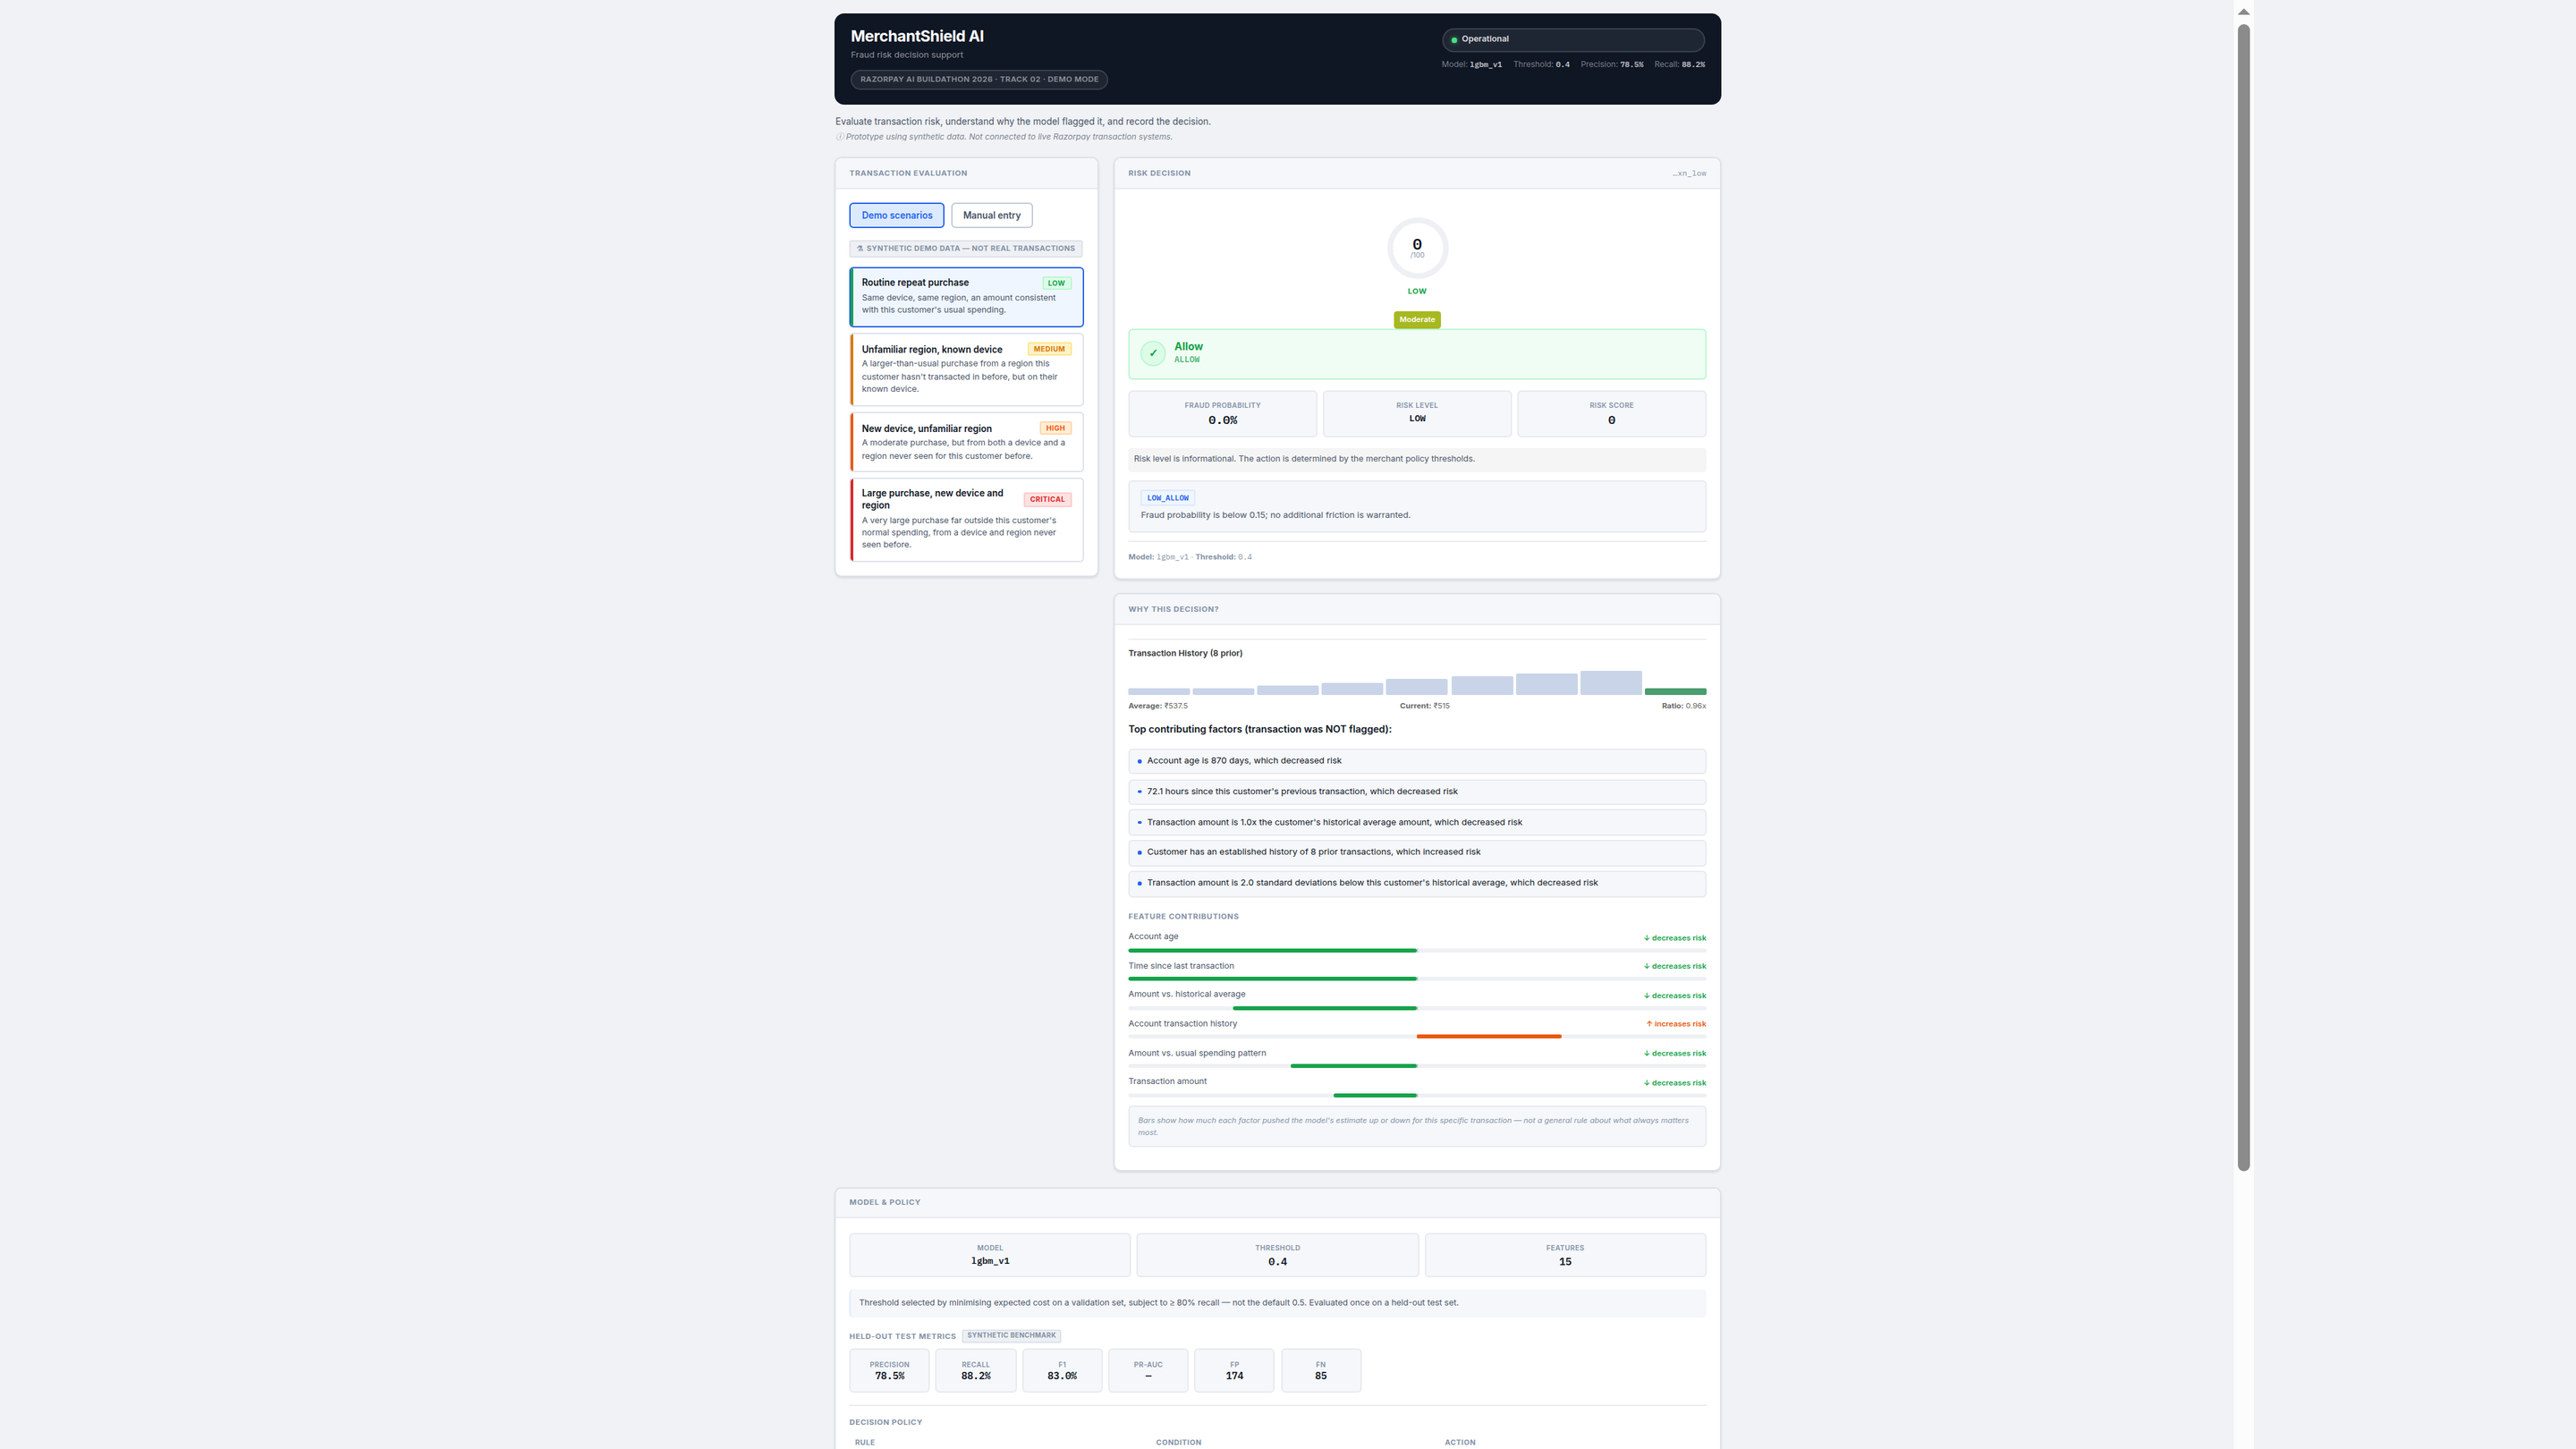 MerchantShield AI
Fraud risk decision support
RAZORPAY AI BUILDATHON 2026 · TRACK 02 · DEMO MODE
Operational
Model: lgbm_v1 Threshold: 0.4 Precision: 78.5% Recall: 88.2%
Evaluate transaction risk, understand why the model flagged it, and record the decision.
ⓘ Prototype using synthetic data. Not connected to live Razorpay transaction systems.
TRANSACTION EVALUATION
Demo scenarios
Manual entry
⚗ SYNTHETIC DEMO DATA — NOT REAL TRANSACTIONS
Routine repeat purchase
LOW
Same device, same region, an amount consistent
with this customer's usual spending.
Unfamiliar region, known device
MEDIUM
A larger-than-usual purchase from a region this
customer hasn't transacted in before, but on their
known device.
New device, unfamiliar region
HIGH
A moderate purchase, but from both a device and a
region never seen for this customer before.
Large purchase, new device and
region
CRITICAL
A very large purchase far outside this customer's
normal spending, from a device and region never
seen before.
RISK DECISION
…xn_low
0
/100
LOW
Moderate
✓
Allow
ALLOW
FRAUD PROBABILITY
0.0%
RISK LEVEL
LOW
RISK SCORE
0
Risk level is informational. The action is determined by the merchant policy thresholds.
LOW_ALLOW
Fraud probability is below 0.15; no additional friction is warranted.
Model: lgbm_v1 · Threshold: 0.4
WHY THIS DECISION?
Transaction History (8 prior)
Average: ₹537.5
Current: ₹515
Ratio: 0.96x
Top contributing factors (transaction was NOT flagged):
Account age is 870 days, which decreased risk
72.1 hours since this customer's previous transaction, which decreased risk
Transaction amount is 1.0x the customer's historical average amount, which decreased risk
Customer has an established history of 8 prior transactions, which increased risk
Transaction amount is 2.0 standard deviations below this customer's historical average, which decreased risk
FEATURE CONTRIBUTIONS
Account age
↓ decreases risk
Time since last transaction
↓ decreases risk
Amount vs. historical average
↓ decreases risk
Account transaction history
↑ increases risk
Amount vs. usual spending pattern
↓ decreases risk
Transaction amount
↓ decreases risk
Bars show how much each factor pushed the model's estimate up or down for this specific transaction — not a general rule about what always matters
most.
MODEL & POLICY
MODEL
lgbm_v1
THRESHOLD
0.4
FEATURES
15
Threshold selected by minimising expected cost on a validation set, subject to ≥ 80% recall — not the default 0.5. Evaluated once on a held-out test set.
HELD-OUT TEST METRICS
SYNTHETIC BENCHMARK
PRECISION
78.5%
RECALL
88.2%
F1
83.0%
PR-AUC
—
FP
174
FN
85
DECISION POLICY
RULE
CONDITION
ACTION